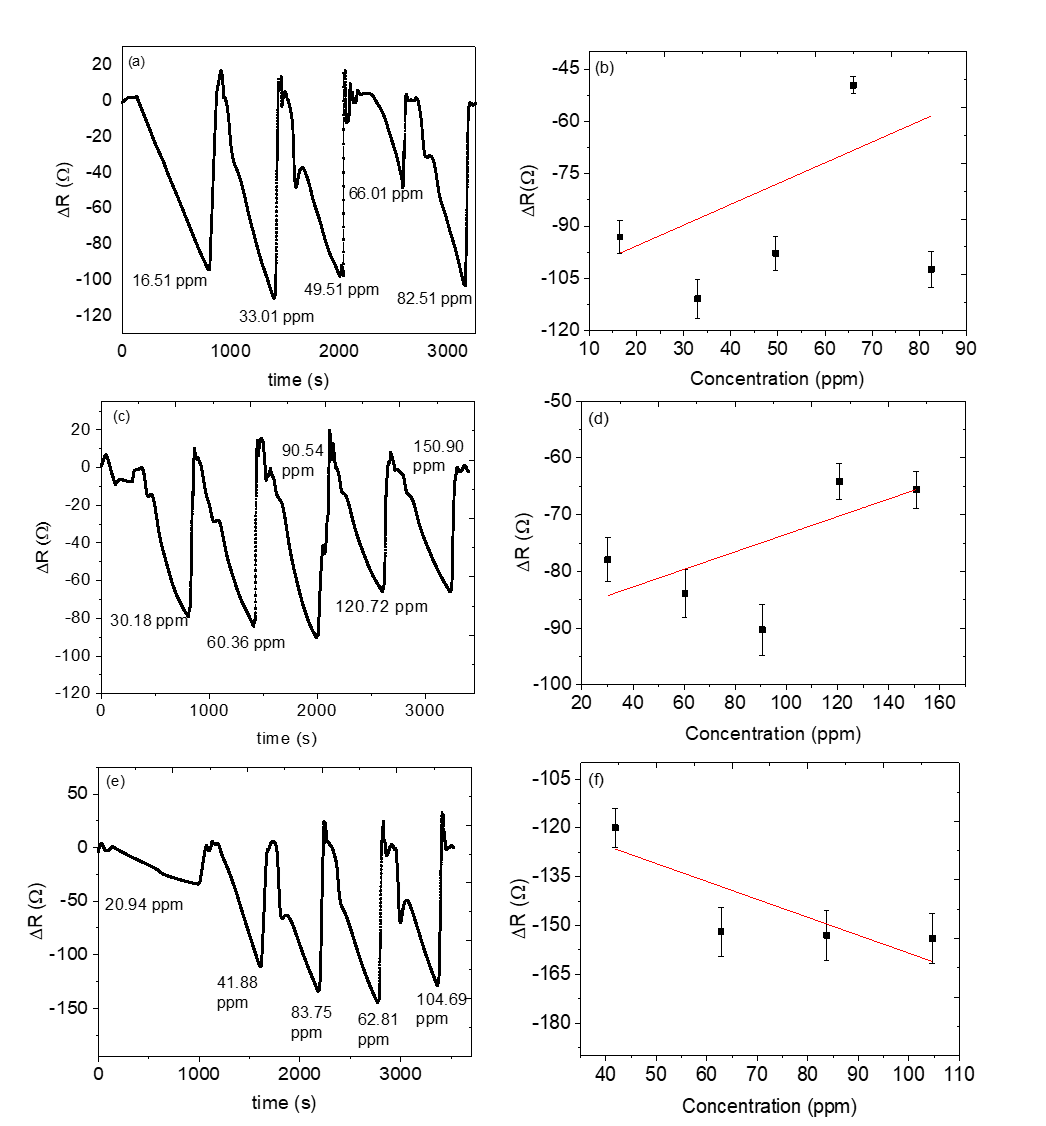 (a)
20
0
-20
-40
-60
-80
-100
-120
ΔR (Ω)
16.51 ppm
33.01 ppm
49.51 ppm
66.01 ppm
82.51 ppm
0 1000 2000 3000
time (s)
(b)
-45
-60
-75
-90
-105
-120
ΔR(Ω)
10 20 30 40 50 60 70 80 90
Concentration (ppm)
(c)
20
0
-20
-40
-60
-80
-100
-120
ΔR (Ω)
30.18 ppm
60.36 ppm
90.54
ppm
120.72 ppm
150.90
ppm
0 1000 2000 3000
time (s)
(d)
-50
-60
-70
-80
-90
-100
ΔR (Ω)
20 40 60 80 100 120 140 160
Concentration (ppm)
(e)
50
0
-50
-100
-150
ΔR (Ω)
20.94 ppm
41.88
ppm
83.75
ppm
62.81
ppm
104.69
ppm
0 1000 2000 3000
time (s)
(f)
-105
-120
-135
-150
-165
-180
ΔR (Ω)
40 50 60 70 80 90 100 110
Concentration (ppm)